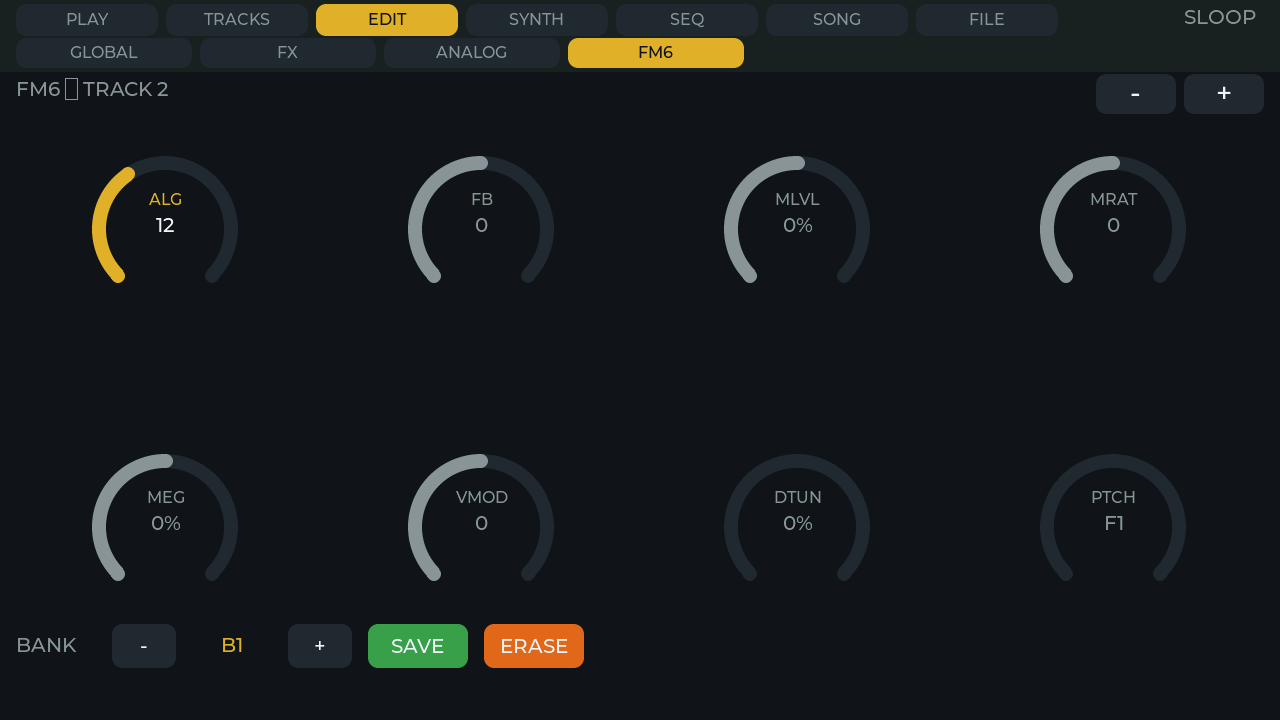 PLAY TRACKS EDIT SYNTH SEQ SONG FILE SLOOP
GLOBAL FX ANALOG FM6
FM6 TRACK 2 - +
ALG FB MLVL MRAT
12 0 0% 0
MEG VMOD DTUN PTCH
0% 0 0% F1
BANK - B1 + SAVE ERASE